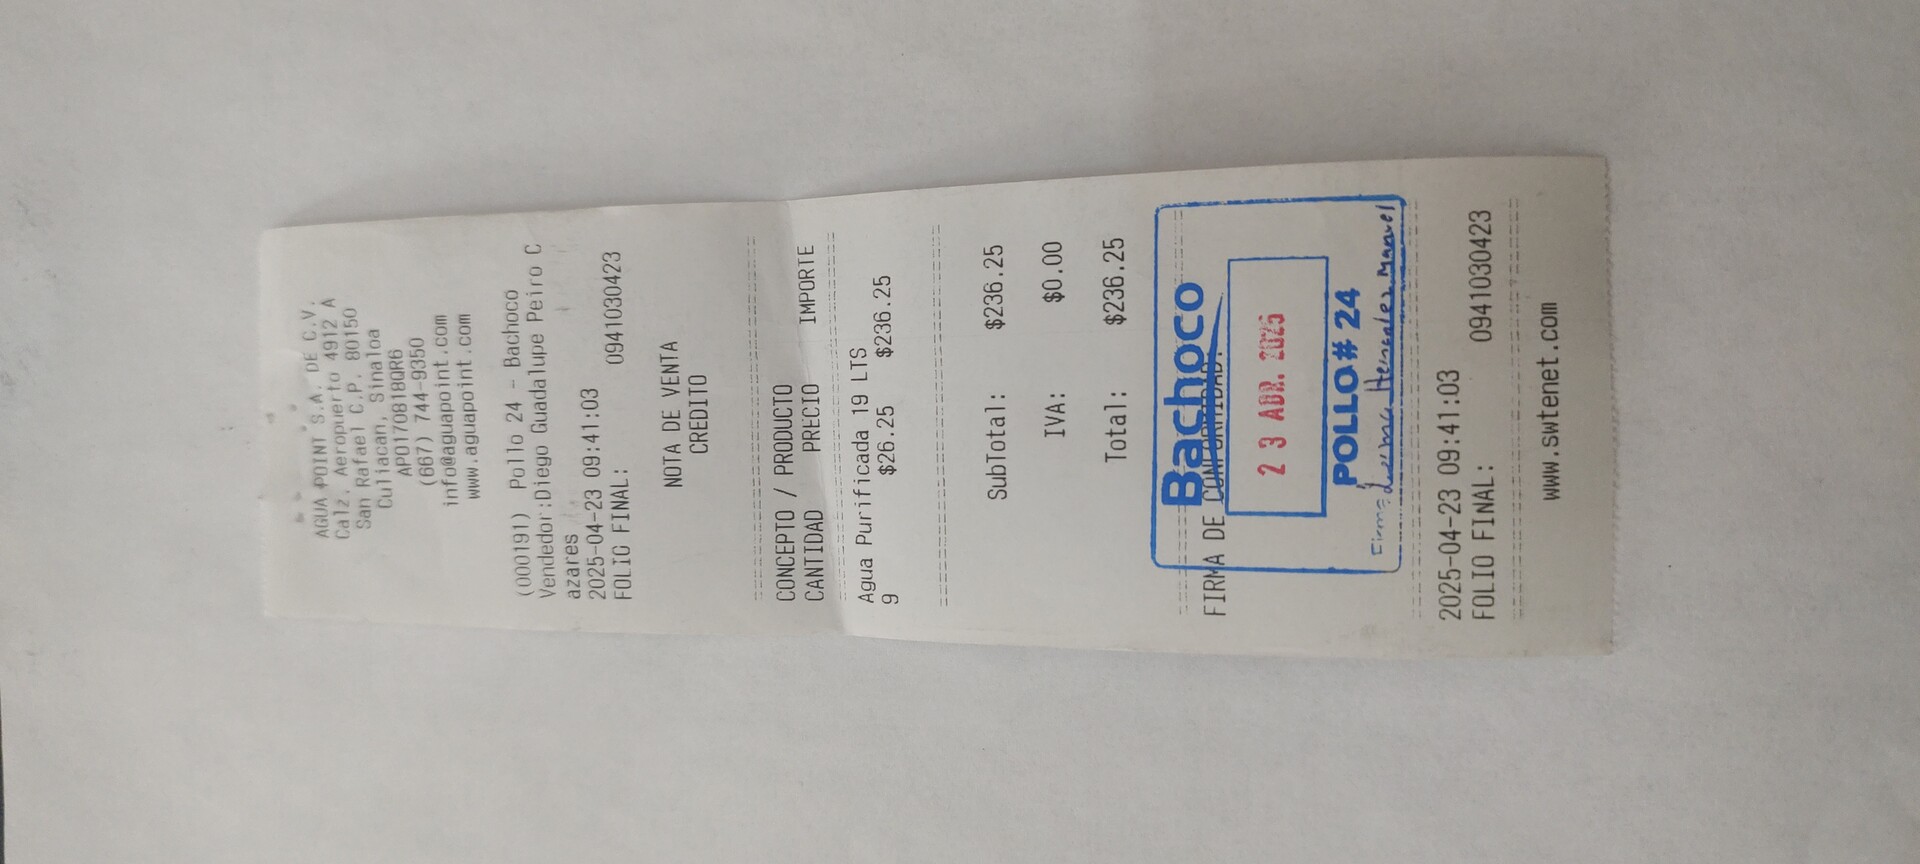 AGUA POINT S.A. DE C.V.
Calz. Aeropuerto 4912 A
San Rafael C.P. 80150
Culiacan, Sinaloa
APO170818QR6
(667) 744-9350
info@aguapoint.com
www.aguapoint.com
(000191) Pollo 24 - Bachoco
Vendedor:Diego Guadalupe Peiro C
azares
2025-04-23 09:41:03
FOLIO FINAL: 0941030423
NOTA DE VENTA
CREDITO
CONCEPTO / PRODUCTO
CANTIDAD PRECIO IMPORTE
Agua Purificada 19 LTS
9 $26.25 $236.25
SubTotal: $236.25
IVA: $0.00
Total: $236.25
Bachoco
FIRMA DE CONFORMIDAD:
23 ABR. 2025
POLLO # 24
Firma: Manuel
2025-04-23 09:41:03
FOLIO FINAL: 0941030423
www.swtenet.com